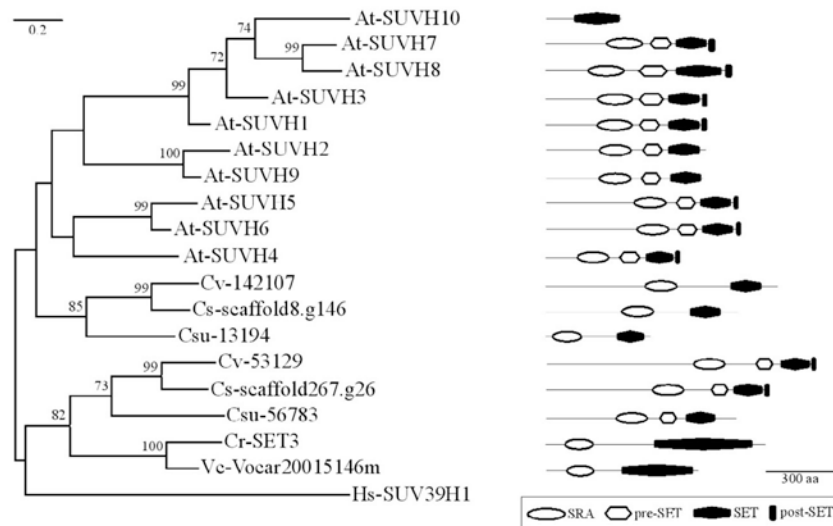 0.2
74
At-SUVH10
At-SUVH7
99
72
At-SUVH8
At-SUVH3
99
At-SUVH1
At-SUVH2
100
At-SUVH9
At-SUVH5
99
At-SUVH6
At-SUVH4
Cv-142107
99
Cs-scaffold8.g146
85
Csu-13194
Cv-53129
99
Cs-scaffold267.g26
73
Csu-56783
82
Cr-SET3
100
Vc-Vocar20015146m
300 aa
Hs-SUV39H1
SRA pre-SET SET post-SET